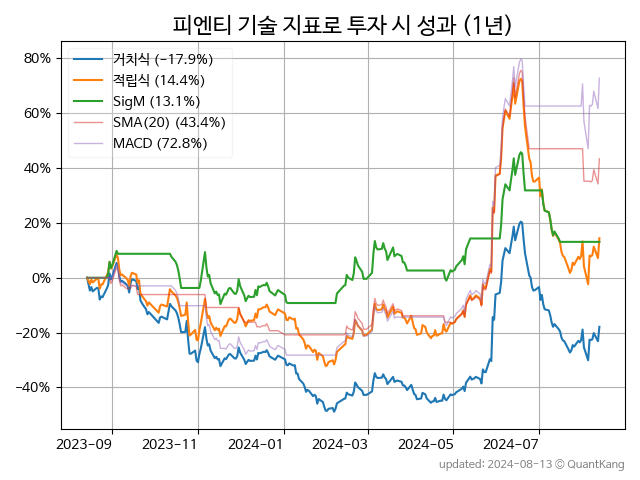 피엔티 기술 지표로 투자 시 성과 (1년)
80%
60%
40%
20%
0%
−20%
−40%
거치식 (-17.9%)
적립식 (14.4%)
SigM (13.1%)
SMA(20) (43.4%)
MACD (72.8%)
2023-09
2023-11
2024-01
2024-03
2024-05
2024-07
updated: 2024-08-13 © QuantKang